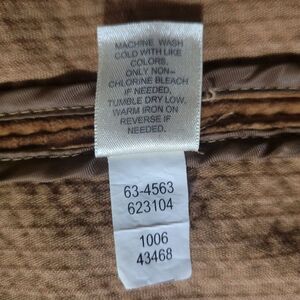 MACHINE WASH
COLD WITH LIKE
COLORS.
ONLY NON-
CHLORINE BLEACH
IF NEEDED,
TUMBLE DRY LOW.
WARM IRON ON
REVERSE IF
NEEDED.
63-4563
623104
1006
43468